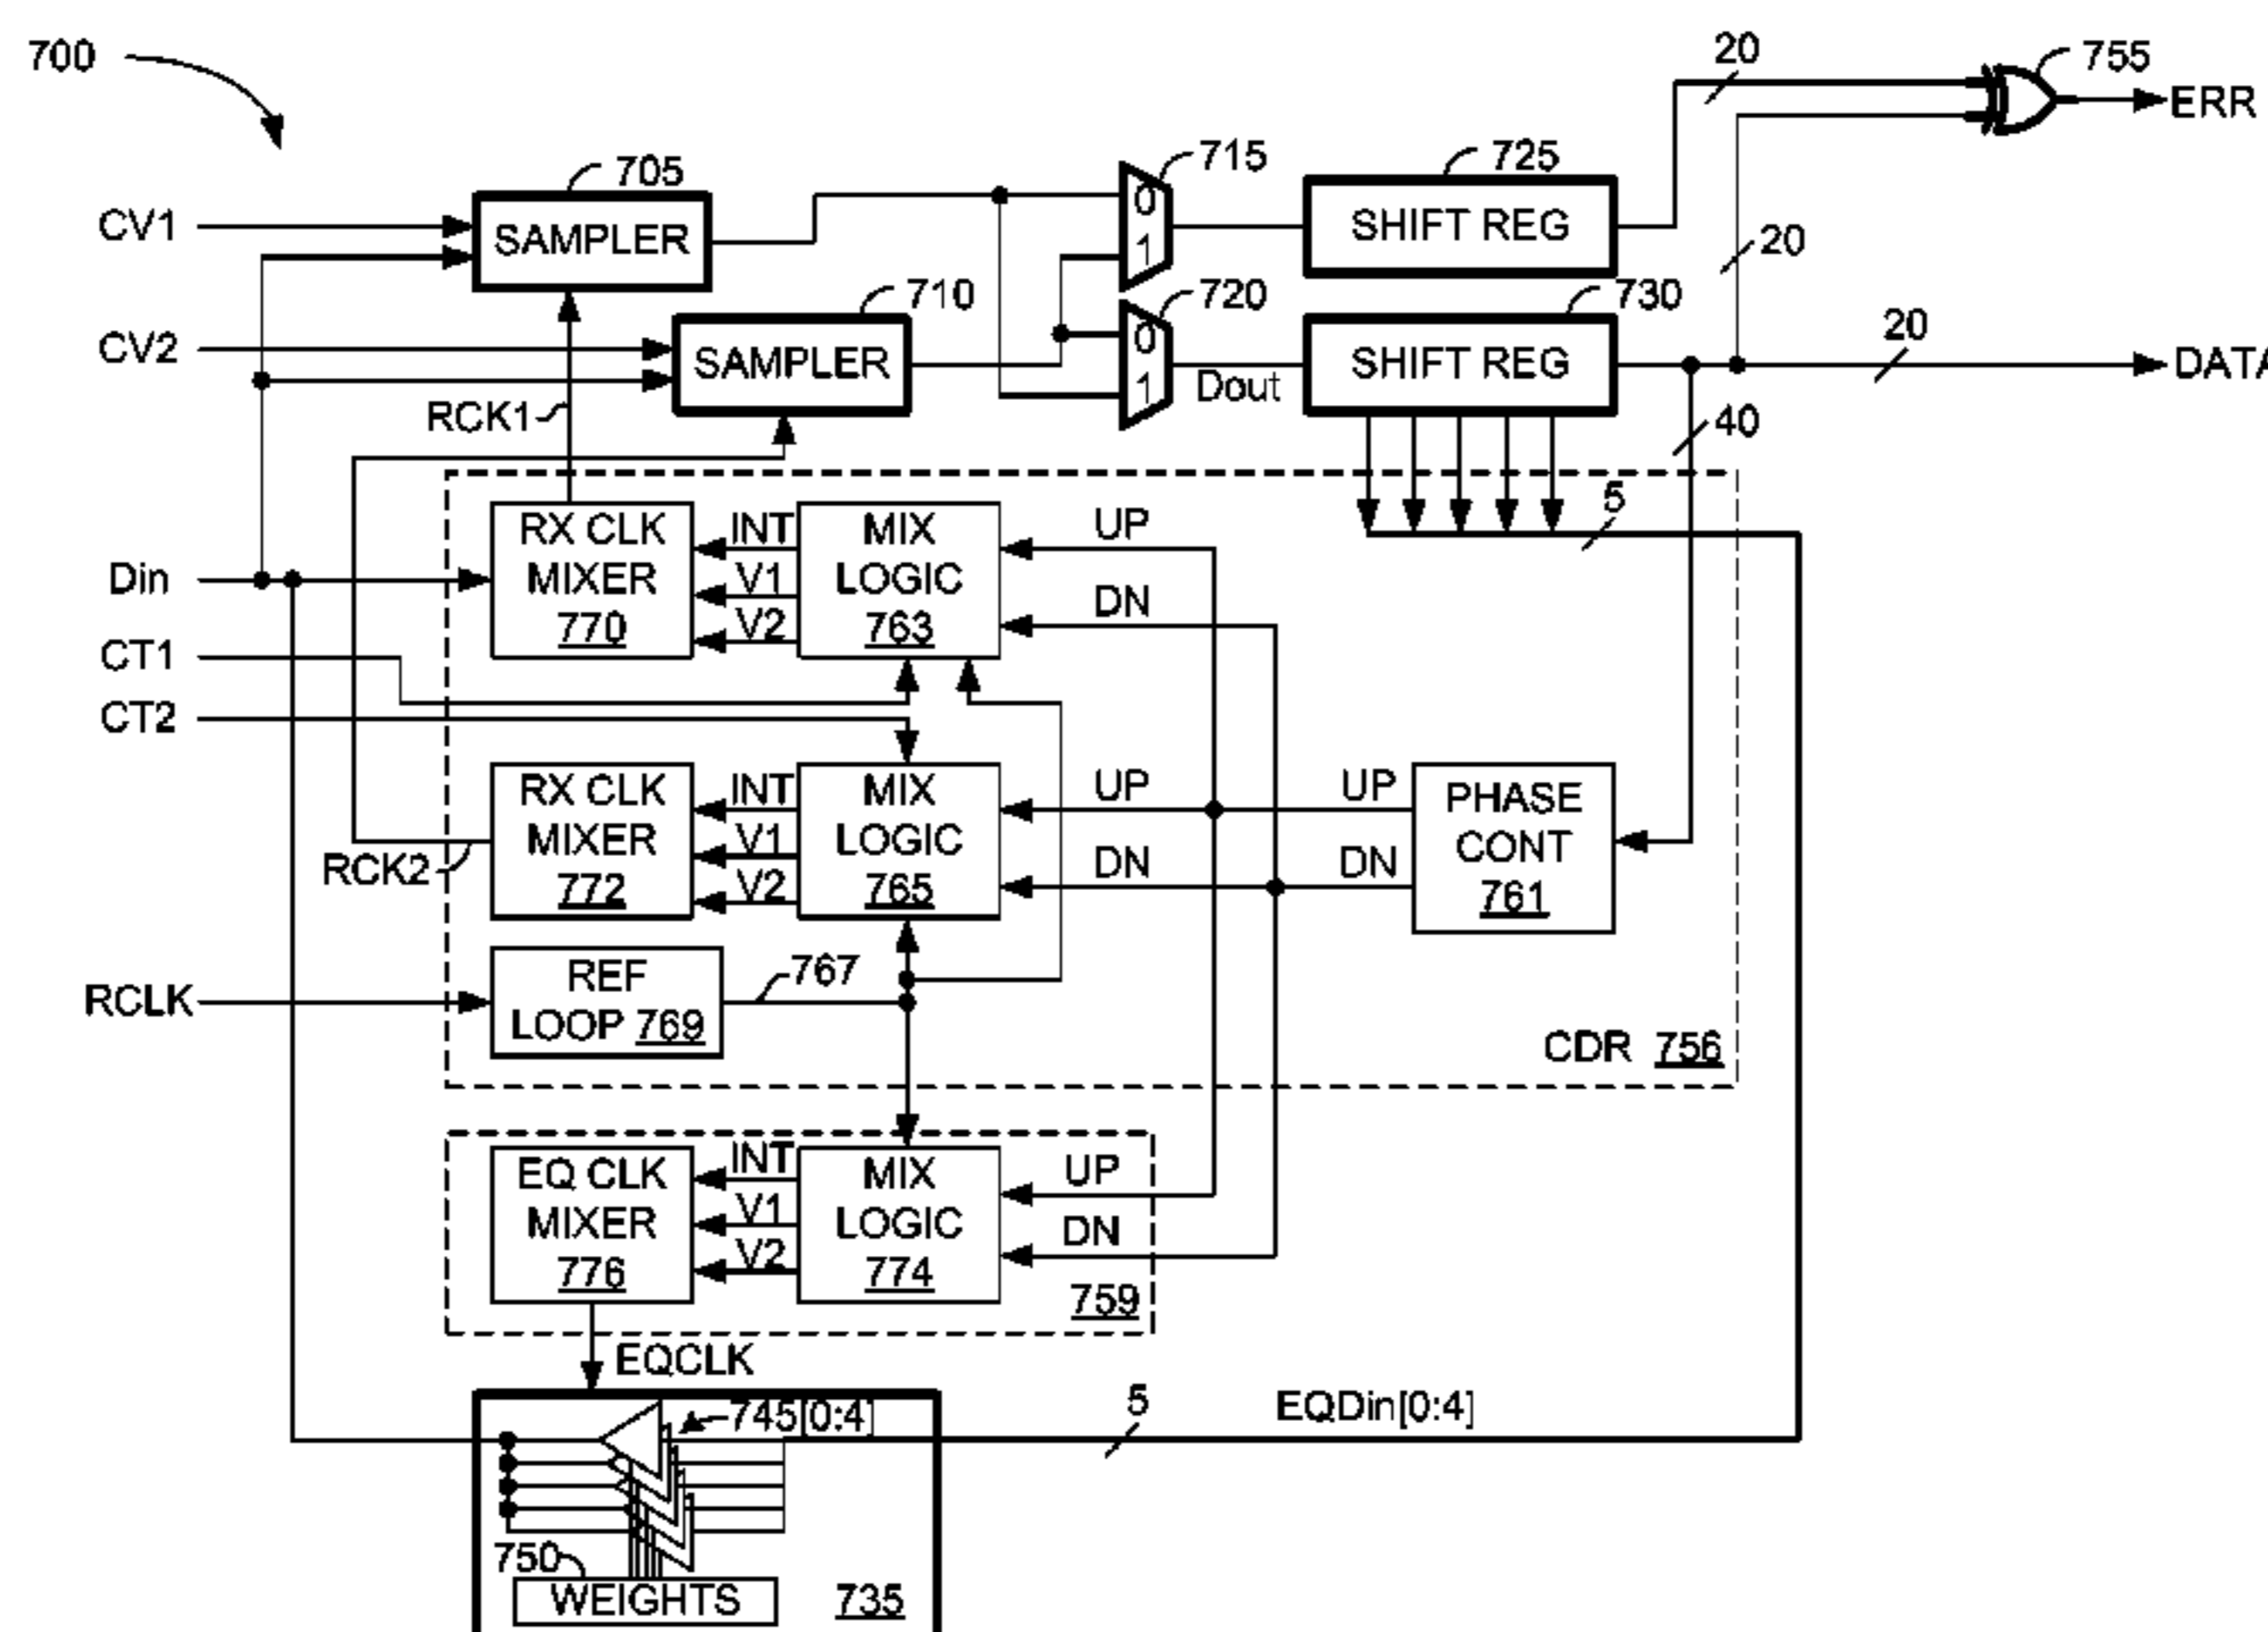 700
20
755
ERR
705
715
725
CV1
SAMPLER
0
1
SHIFT REG
20
710
720
730
20
CV2
SAMPLER
0
1
Dout
SHIFT REG
DATA
RCK1
40
5
Din
RX CLK
MIXER
770
INT
V1
V2
MIX
LOGIC
763
UP
DN
CT1
CT2
RX CLK
MIXER
772
INT
V1
V2
MIX
LOGIC
765
UP
DN
UP
DN
PHASE
CONT
761
RCK2
RCLK
REF
LOOP 769
767
CDR 756
EQ CLK
MIXER
776
INT
V1
V2
MIX
LOGIC
774
UP
DN
759
EQCLK
745[0:4]
5
EQDin[0:4]
750
WEIGHTS
735